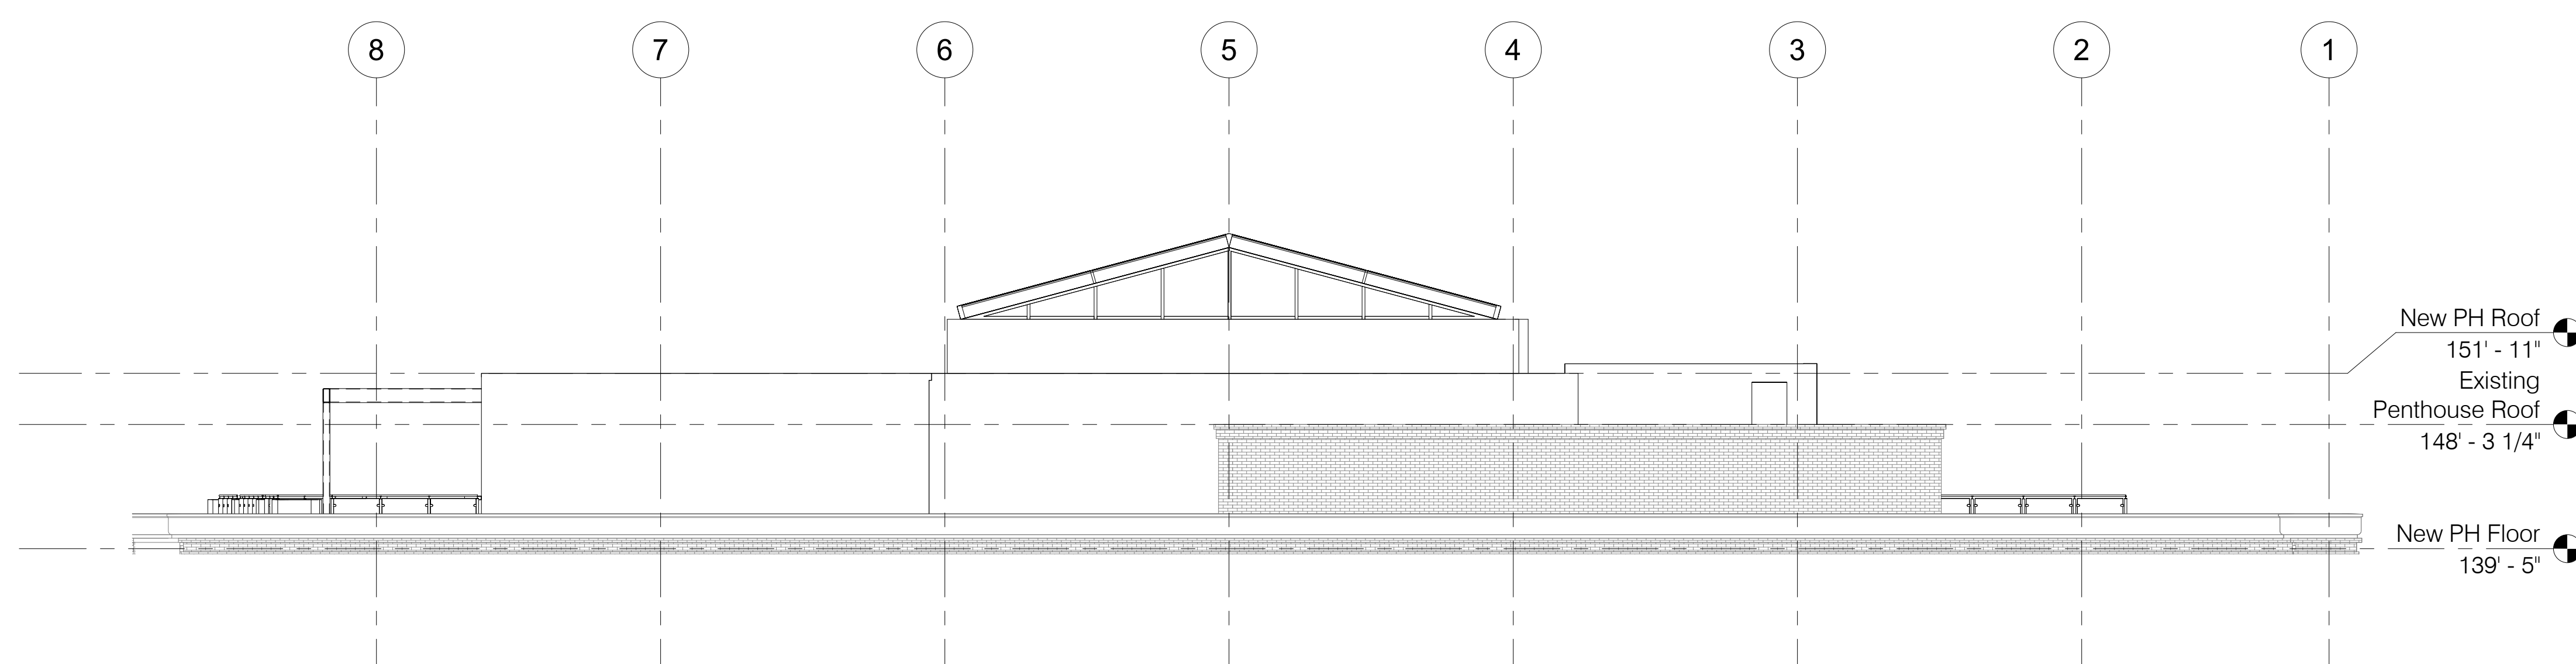 8 7 6 5 4 3 2 1
New PH Roof
151' - 11"
Existing
Penthouse Roof
148' - 3 1/4"
New PH Floor
139' - 5"